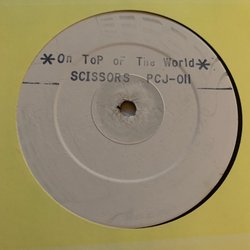 *On ToP oF The World*
SCISSORS PCJ-011